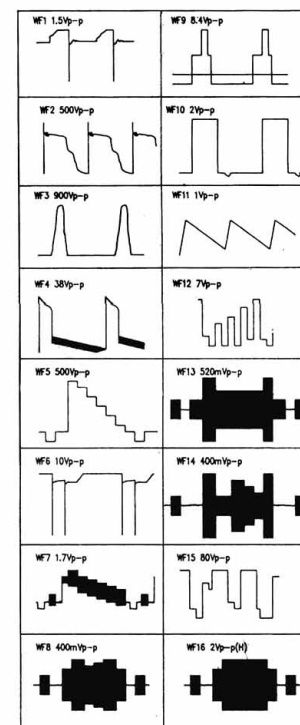 WF1 1.5Vp-p
WF9 8.4Vp-p
WF2 500Vp-p
WF10 2Vp-p
WF3 900Vp-p
WF11 1Vp-p
WF4 38Vp-p
WF12 7Vp-p
WF5 500Vp-p
WF13 520mVp-p
WF6 10Vp-p
WF14 400mVp-p
WF7 1.7Vp-p
WF15 80Vp-p
WF8 400mVp-p
WF16 2Vp-p(H)